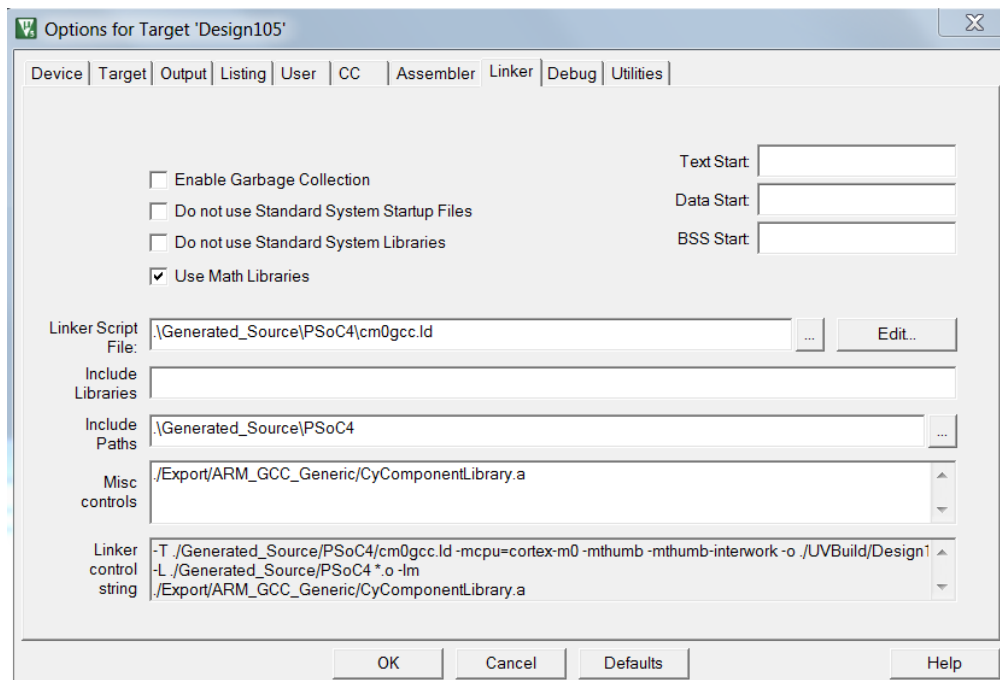 Options for Target 'Design105'
Device Target Output Listing User CC Assembler Linker Debug Utilities
Enable Garbage Collection
Do not use Standard System Startup Files
Do not use Standard System Libraries
Use Math Libraries
Text Start:
Data Start:
BSS Start:
Linker Script File:
.\Generated_Source\PSoC4\cm0gcc.ld
...
Edit...
Include Libraries
Include Paths
.\Generated_Source\PSoC4
...
Misc controls
./Export/ARM_GCC_Generic/CyComponentLibrary.a
Linker control string
-T ./Generated_Source/PSoC4/cm0gcc.ld -mcpu=cortex-m0 -mthumb -mthumb-interwork -o ./UVBuild/Design1
-L ./Generated_Source/PSoC4 *.o -lm
./Export/ARM_GCC_Generic/CyComponentLibrary.a
OK Cancel Defaults Help